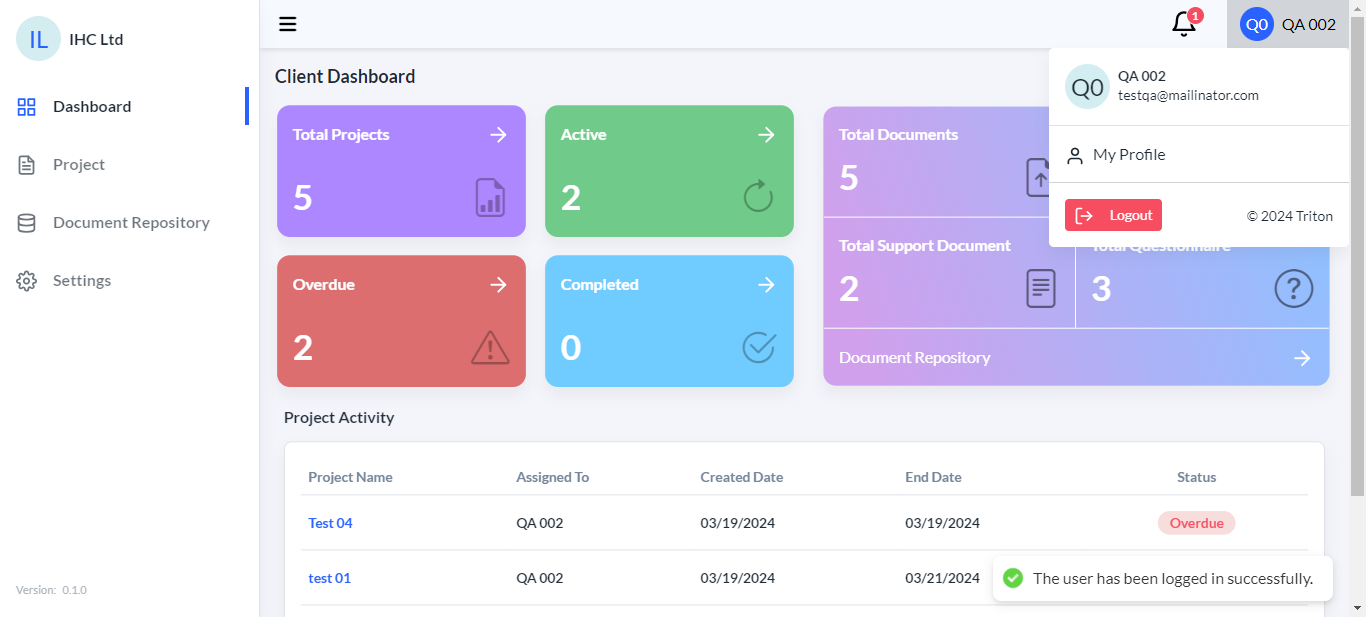 IL IHC Ltd
Dashboard
Project
Document Repository
Settings
Version: 0.1.0
1
Q0 QA 002
Q0 QA 002
testqa@mailinator.com
My Profile
Logout © 2024 Triton
Client Dashboard
Total Projects
5
Active
2
Overdue
2
Completed
0
Total Documents
5
Total Support Document
2
Total Questionnaire
3
Document Repository
Project Activity
Project Name Assigned To Created Date End Date Status
Test 04 QA 002 03/19/2024 03/19/2024 Overdue
test 01 QA 002 03/19/2024 03/21/2024
The user has been logged in successfully.